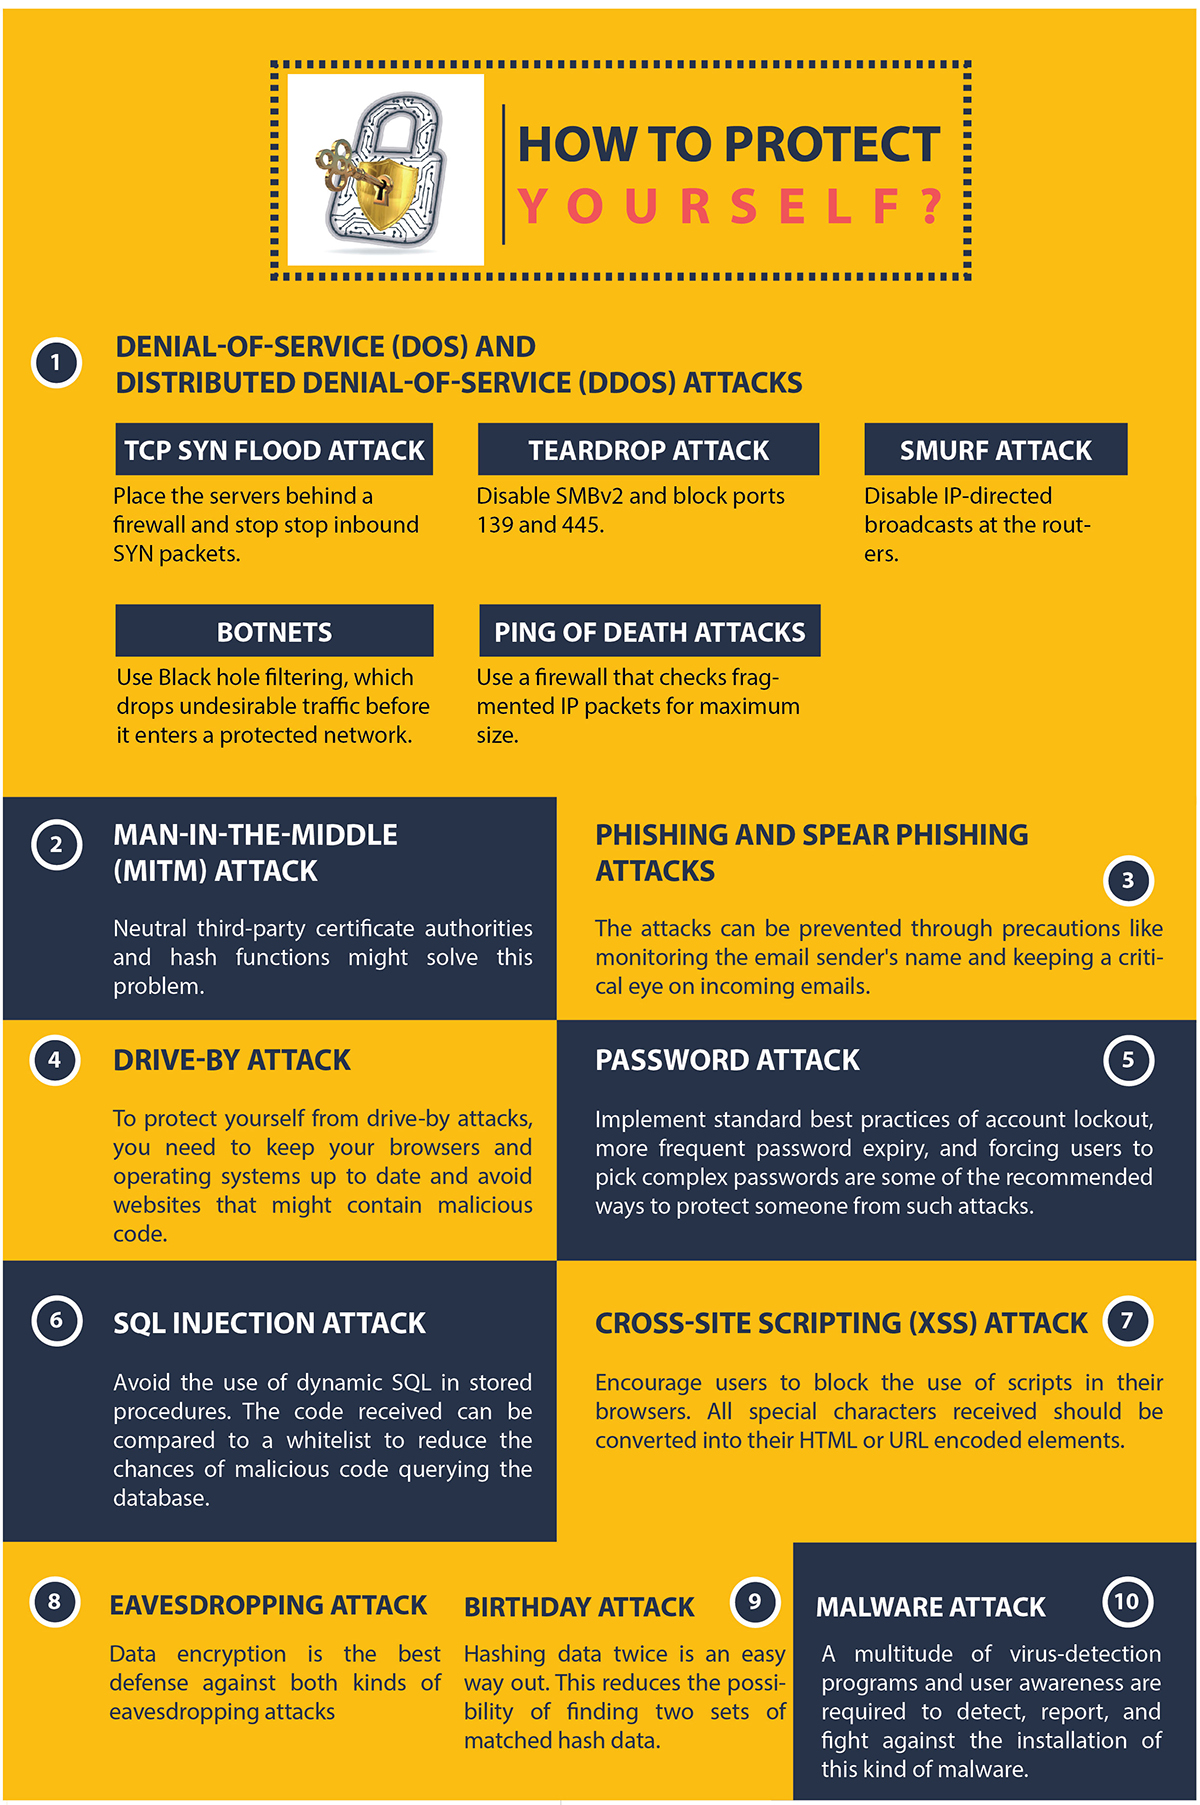 HOW TO PROTECT
YOURSELF?
1
DENIAL-OF-SERVICE (DOS) AND
DISTRIBUTED DENIAL-OF-SERVICE (DDOS) ATTACKS
TCP SYN FLOOD ATTACK
Place the servers behind a
firewall and stop stop inbound
SYN packets.
TEARDROP ATTACK
Disable SMBv2 and block ports
139 and 445.
SMURF ATTACK
Disable IP-directed
broadcasts at the rout-
ers.
BOTNETS
Use Black hole filtering, which
drops undesirable traffic before
it enters a protected network.
PING OF DEATH ATTACKS
Use a firewall that checks frag-
mented IP packets for maximum
size.
2
MAN-IN-THE-MIDDLE
(MITM) ATTACK
Neutral third-party certificate authorities
and hash functions might solve this
problem.
PHISHING AND SPEAR PHISHING
ATTACKS
3
The attacks can be prevented through precautions like
monitoring the email sender's name and keeping a criti-
cal eye on incoming emails.
4
DRIVE-BY ATTACK
To protect yourself from drive-by attacks,
you need to keep your browsers and
operating systems up to date and avoid
websites that might contain malicious
code.
PASSWORD ATTACK
5
Implement standard best practices of account lockout,
more frequent password expiry, and forcing users to
pick complex passwords are some of the recommended
ways to protect someone from such attacks.
6
SQL INJECTION ATTACK
Avoid the use of dynamic SQL in stored
procedures. The code received can be
compared to a whitelist to reduce the
chances of malicious code querying the
database.
CROSS-SITE SCRIPTING (XSS) ATTACK
7
Encourage users to block the use of scripts in their
browsers. All special characters received should be
converted into their HTML or URL encoded elements.
8
EAVESDROPPING ATTACK
Data encryption is the best
defense against both kinds of
eavesdropping attacks
BIRTHDAY ATTACK
9
Hashing data twice is an easy
way out. This reduces the possi-
bility of finding two sets of
matched hash data.
MALWARE ATTACK
10
A multitude of virus-detection
programs and user awareness are
required to detect, report, and
fight against the installation of
this kind of malware.